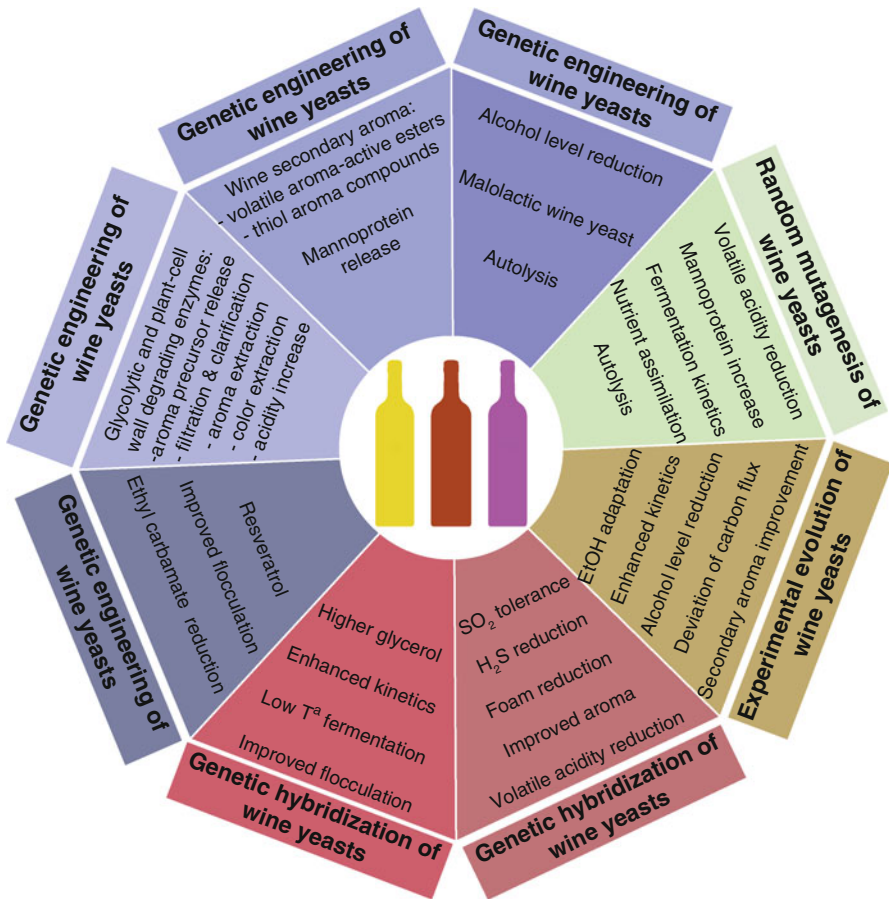 Genetic engineering of
wine yeasts
Alcohol level reduction
Malolactic wine yeast
Autolysis
Random mutagenesis of
wine yeasts
Volatile acidity reduction
Mannoprotein increase
Fermentation kinetics
Nutrient assimilation
Autolysis
Experimental evolution of
wine yeasts
EtOH adaptation
Enhanced kinetics
Alcohol level reduction
Deviation of carbon flux
Secondary aroma improvement
SO₂ tolerance
H₂S reduction
Foam reduction
Improved aroma
Volatile acidity reduction
Genetic hybridization of
wine yeasts
Higher glycerol
Enhanced kinetics
Low Tª fermentation
Improved flocculation
Genetic hybridization of
wine yeasts
Resveratrol
Improved flocculation
Ethyl carbamate reduction
Genetic engineering of
wine yeasts
Genetic engineering of
wine yeasts
Glycolytic and plant-cell
wall degrading enzymes:
-aroma precursor release
- filtration & clarification
- aroma extraction
- color extraction
- acidity increase
Genetic engineering of
wine yeasts
Wine secondary aroma:
- volatile aroma-active esters
- thiol aroma compounds
Mannoprotein
release